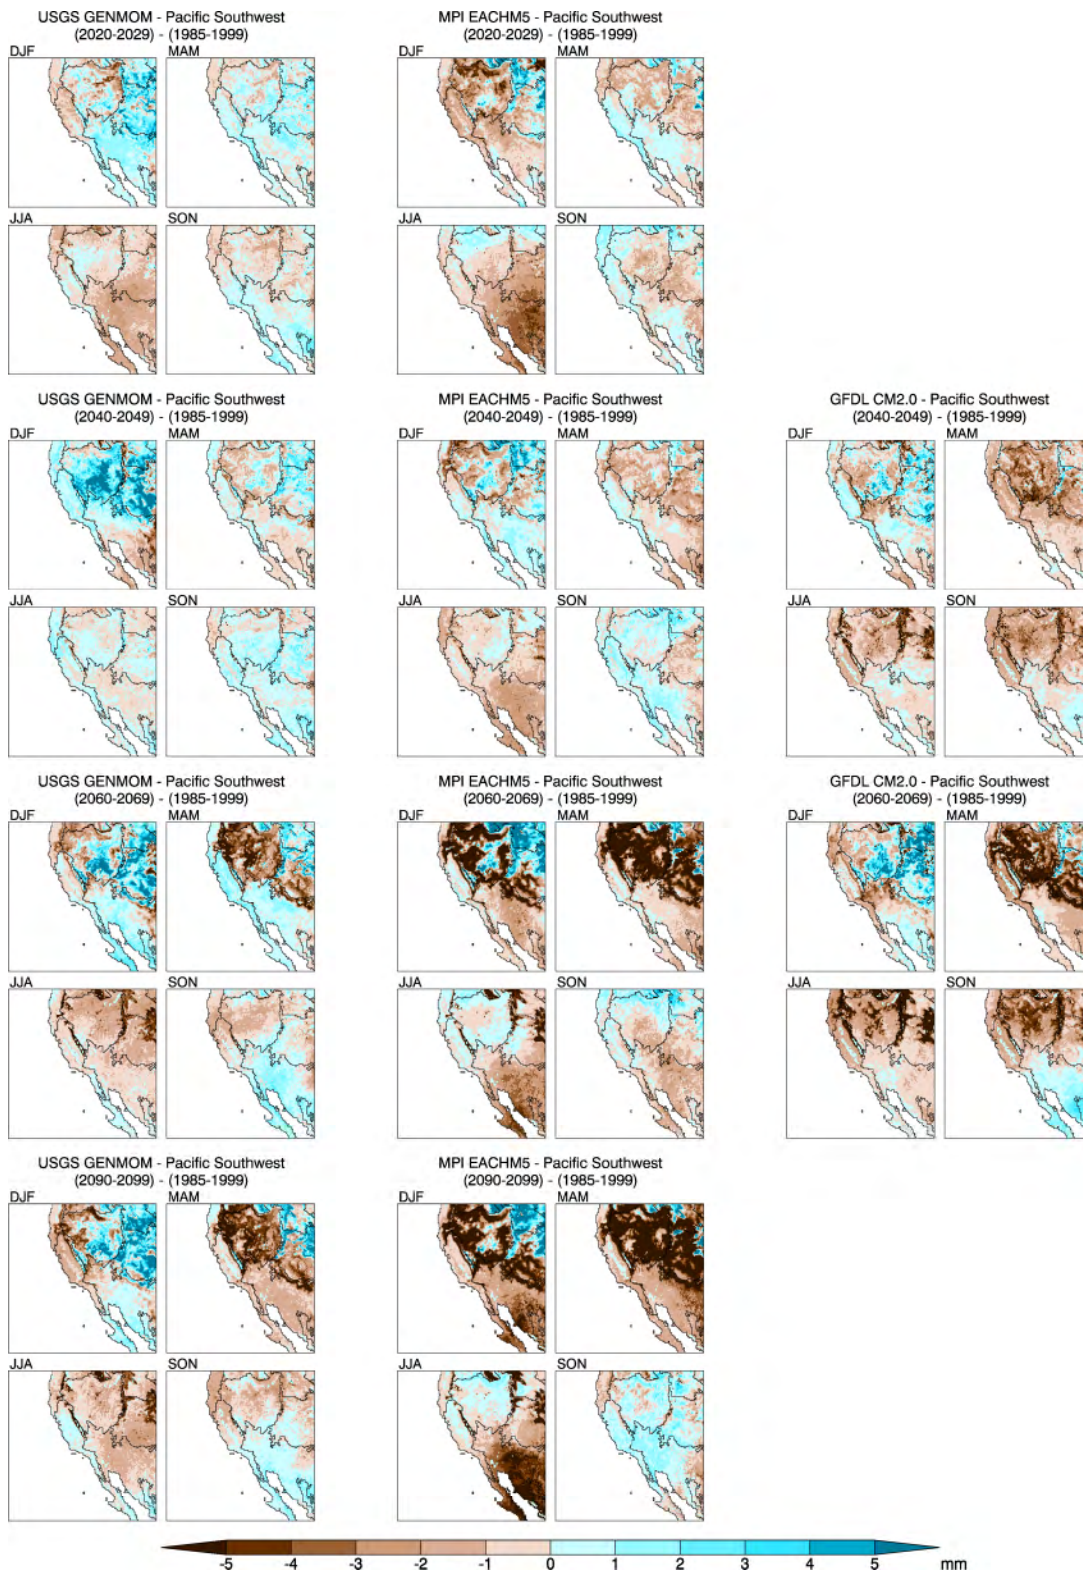 USGS GENMOM - Pacific Southwest
(2020-2029) - (1985-1999)
DJF
MAM
JJA
SON
MPI EACHM5 - Pacific Southwest
(2020-2029) - (1985-1999)
DJF
MAM
JJA
SON
USGS GENMOM - Pacific Southwest
(2040-2049) - (1985-1999)
DJF
MAM
JJA
SON
MPI EACHM5 - Pacific Southwest
(2040-2049) - (1985-1999)
DJF
MAM
JJA
SON
GFDL CM2.0 - Pacific Southwest
(2040-2049) - (1985-1999)
DJF
MAM
JJA
SON
USGS GENMOM - Pacific Southwest
(2060-2069) - (1985-1999)
DJF
MAM
JJA
SON
MPI EACHM5 - Pacific Southwest
(2060-2069) - (1985-1999)
DJF
MAM
JJA
SON
GFDL CM2.0 - Pacific Southwest
(2060-2069) - (1985-1999)
DJF
MAM
JJA
SON
USGS GENMOM - Pacific Southwest
(2090-2099) - (1985-1999)
DJF
MAM
JJA
SON
MPI EACHM5 - Pacific Southwest
(2090-2099) - (1985-1999)
DJF
MAM
JJA
SON
-5 -4 -3 -2 -1 0 1 2 3 4 5 mm